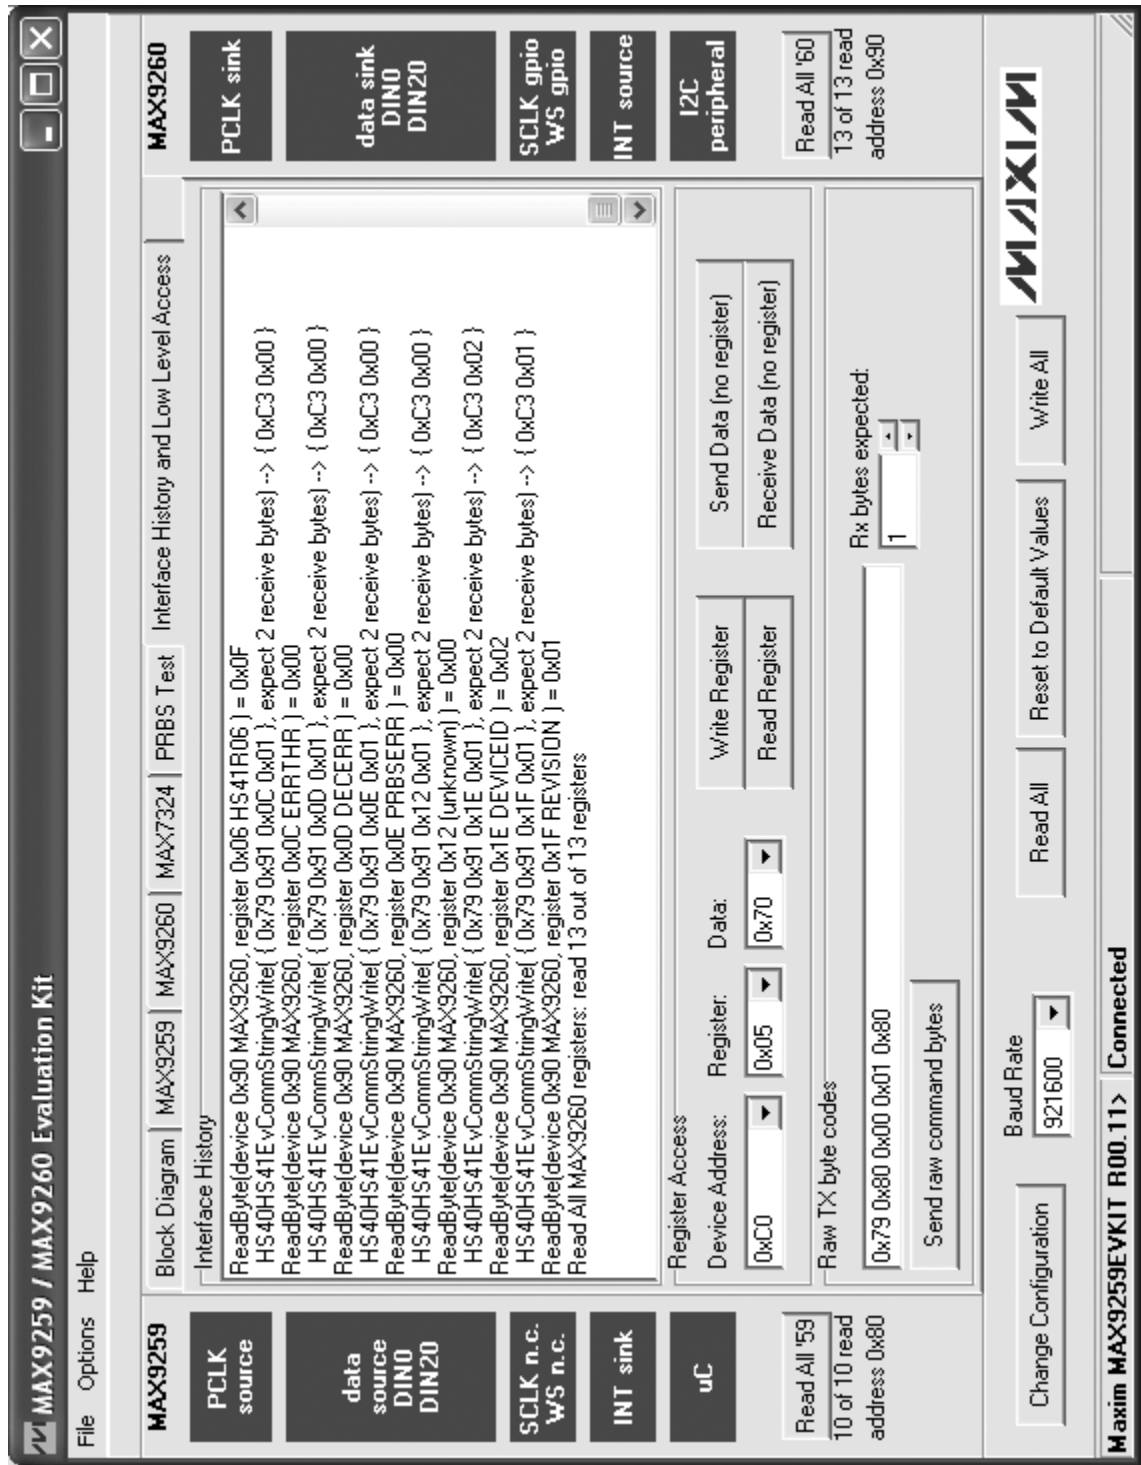 MAX9259 / MAX9260 Evaluation Kit
File Options Help
MAX9259
PCLK
source
data
source
DIN0
DIN20
SCLK n.c.
WS n.c.
INT sink
uC
Read All '59
10 of 10 read
address 0x80
Block Diagram MAX9259 MAX9260 MAX7324 PRBS Test Interface History and Low Level Access
Interface History
ReadByte(device 0x90 MAX9260, register 0x06 HS41R06 ) = 0x0F
HS40HS41E vCommStringWrite( { 0x79 0x91 0x0C 0x01 }, expect 2 receive bytes) --> { 0xC3 0x00 }
ReadByte(device 0x90 MAX9260, register 0x0C ERRTHR ) = 0x00
HS40HS41E vCommStringWrite( { 0x79 0x91 0x0D 0x01 }, expect 2 receive bytes) --> { 0xC3 0x00 }
ReadByte(device 0x90 MAX9260, register 0x0D DECERR ) = 0x00
HS40HS41E vCommStringWrite( { 0x79 0x91 0x0E 0x01 }, expect 2 receive bytes) --> { 0xC3 0x00 }
ReadByte(device 0x90 MAX9260, register 0x0E PRBSERR ) = 0x00
HS40HS41E vCommStringWrite( { 0x79 0x91 0x12 0x01 }, expect 2 receive bytes) --> { 0xC3 0x00 }
ReadByte(device 0x90 MAX9260, register 0x12 (unknown) ) = 0x00
HS40HS41E vCommStringWrite( { 0x79 0x91 0x1E 0x01 }, expect 2 receive bytes) --> { 0xC3 0x02 }
ReadByte(device 0x90 MAX9260, register 0x1E DEVICEID ) = 0x02
HS40HS41E vCommStringWrite( { 0x79 0x91 0x1F 0x01 }, expect 2 receive bytes) --> { 0xC3 0x01 }
ReadByte(device 0x90 MAX9260, register 0x1F REVISION ) = 0x01
Read All MAX9260 registers: read 13 out of 13 registers
Register Access
Device Address: Register: Data:
0xC0 0x05 0x70
Write Register Send Data (no register)
Read Register Receive Data (no register)
Raw TX byte codes
Rx bytes expected:
0x79 0x80 0x00 0x01 0x80 1
Send raw command bytes
MAX9260
PCLK sink
data sink
DIN0
DIN20
SCLK gpio
WS gpio
INT source
I2C
peripheral
Read All '60
13 of 13 read
address 0x90
Change Configuration
Baud Rate
921600
Read All Reset to Default Values Write All
MAXIM
Maxim MAX9259EVKIT R00.11> Connected